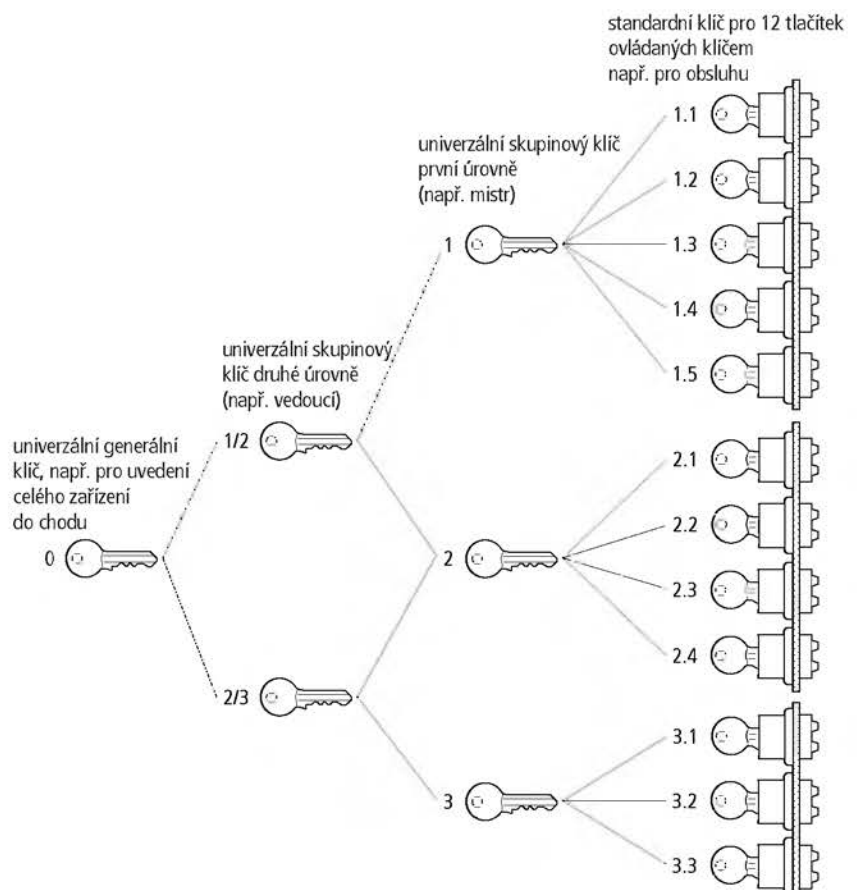 standardní klíč pro 12 tlačítek
ovládaných klíčem
např. pro obsluhu
1.1
univerzální skupinový klíč
první úrovně
(např. mistr)
1.2
1
1.3
1.4
univerzální skupinový
klíč druhé úrovně
(např. vedoucí)
1.5
1/2
univerzální generální
klíč, např. pro uvedení
celého zařízení
do chodu
2.1
2.2
0
2
2.3
2.4
2/3
3.1
3
3.2
3.3